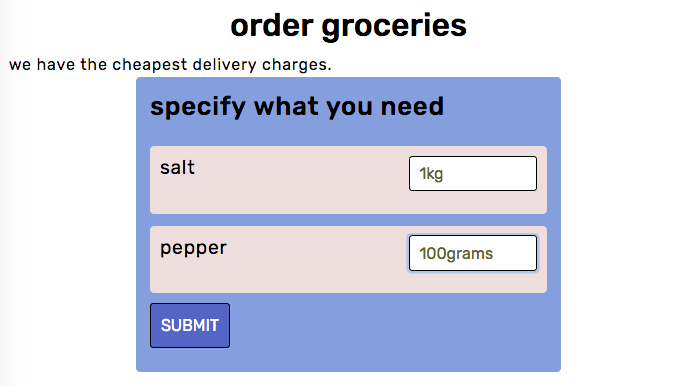 order groceries
we have the cheapest delivery charges.
specify what you need
salt
1kg
pepper
100grams
SUBMIT